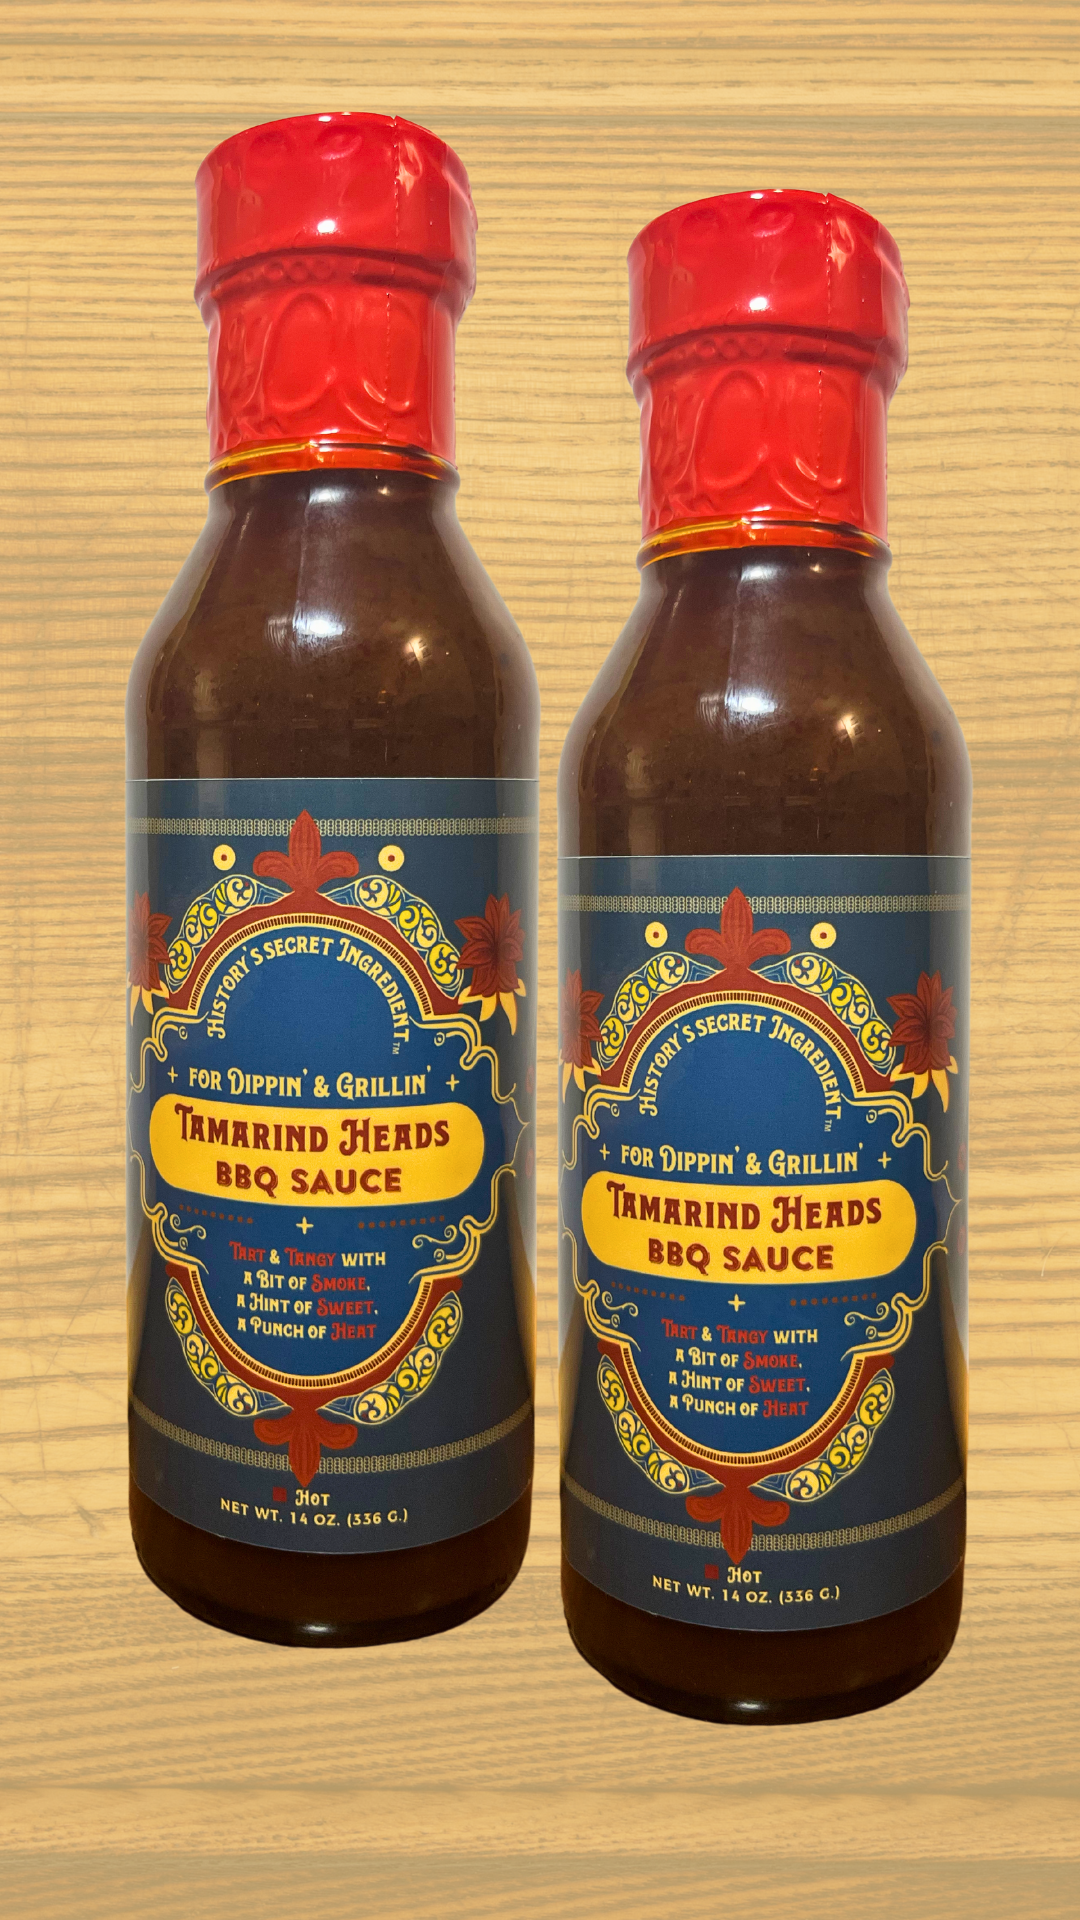 HISTORY'S SECRET INGREDIENT™
+ FOR DIPPIN' & GRILLIN' +
TAMARIND HEADS
BBQ SAUCE
TART & TANGY WITH
A BIT OF SMOKE,
A HINT OF SWEET,
A PUNCH OF HEAT
HOT
NET WT. 14 OZ. (336 G.)
HISTORY'S SECRET INGREDIENT™
+ FOR DIPPIN' & GRILLIN' +
TAMARIND HEADS
BBQ SAUCE
TART & TANGY WITH
A BIT OF SMOKE,
A HINT OF SWEET,
A PUNCH OF HEAT
HOT
NET WT. 14 OZ. (336 G.)